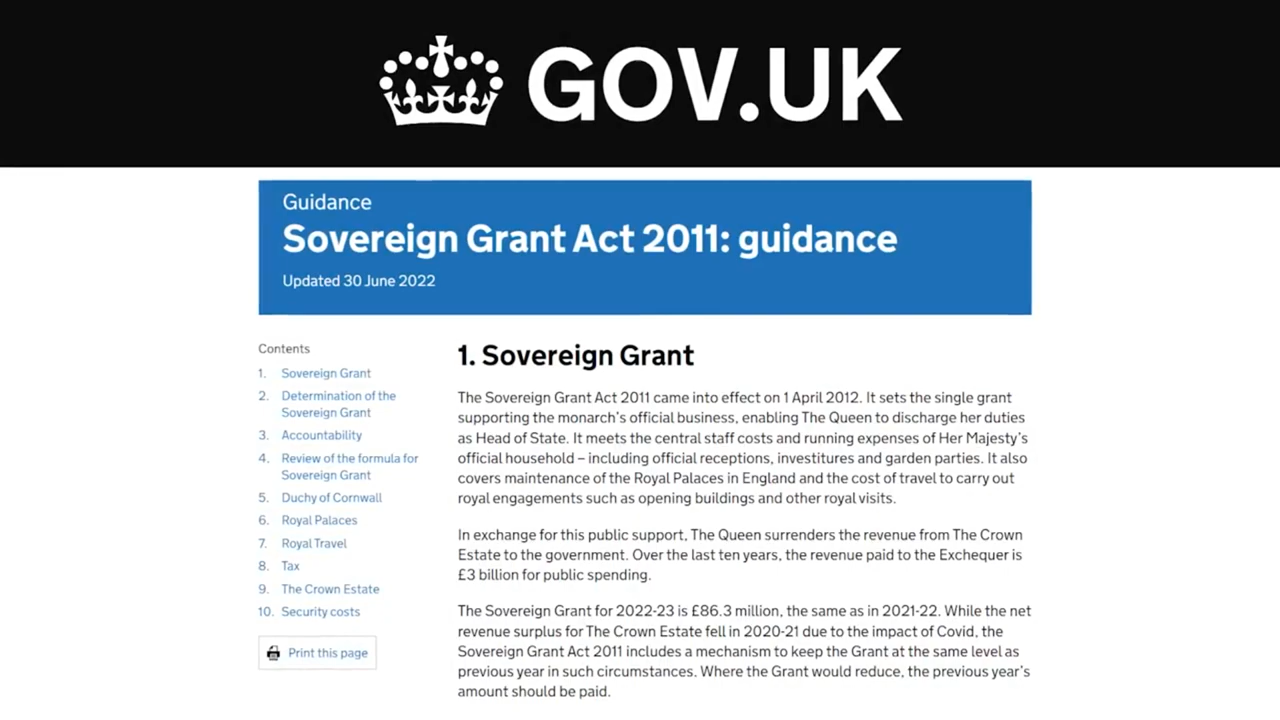 GOV.UK
Guidance
Sovereign Grant Act 2011: guidance
Updated 30 June 2022
Contents
1. Sovereign Grant
2. Determination of the
Sovereign Grant
3. Accountability
4. Review of the formula for
Sovereign Grant
5. Duchy of Cornwall
6. Royal Palaces
7. Royal Travel
8. Tax
9. The Crown Estate
10. Security costs
Print this page
1. Sovereign Grant
The Sovereign Grant Act 2011 came into effect on 1 April 2012. It sets the single grant
supporting the monarch's official business, enabling The Queen to discharge her duties
as Head of State. It meets the central staff costs and running expenses of Her Majesty's
official household – including official receptions, investitures and garden parties. It also
covers maintenance of the Royal Palaces in England and the cost of travel to carry out
royal engagements such as opening buildings and other royal visits.
In exchange for this public support, The Queen surrenders the revenue from The Crown
Estate to the government. Over the last ten years, the revenue paid to the Exchequer is
£3 billion for public spending.
The Sovereign Grant for 2022-23 is £86.3 million, the same as in 2021-22. While the net
revenue surplus for The Crown Estate fell in 2020-21 due to the impact of Covid, the
Sovereign Grant Act 2011 includes a mechanism to keep the Grant at the same level as
previous year in such circumstances. Where the Grant would reduce, the previous year's
amount should be paid.